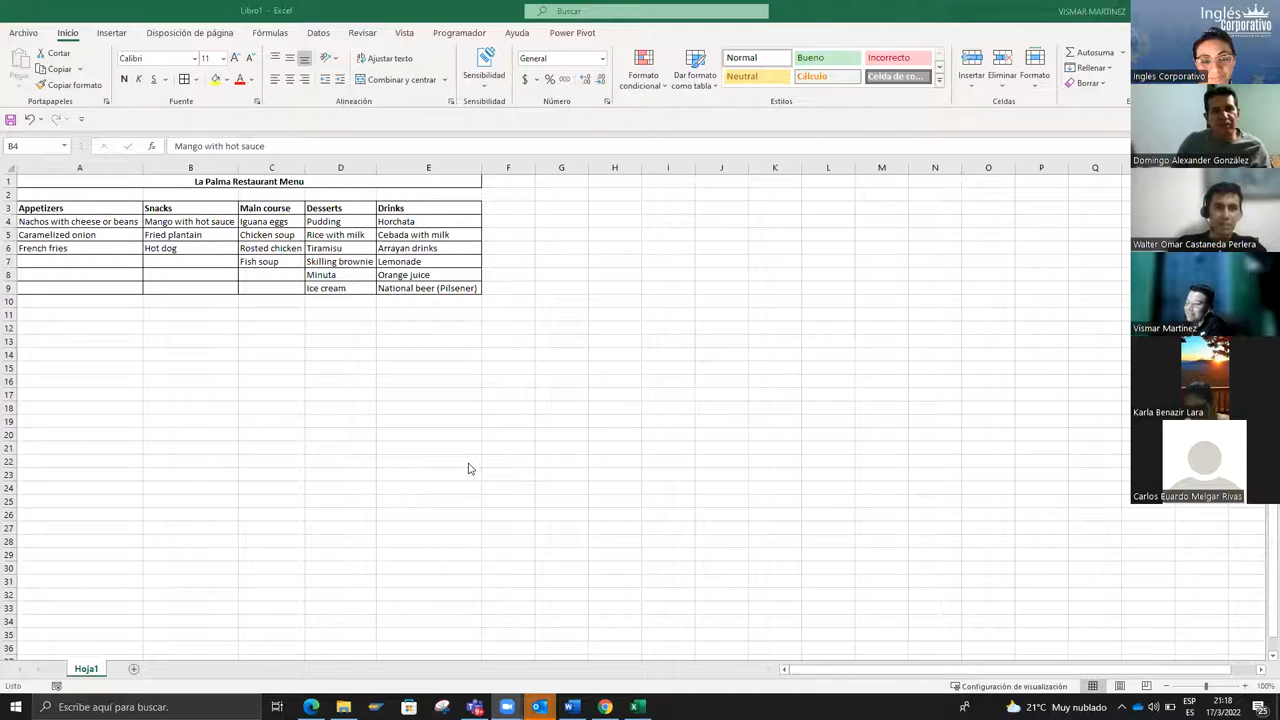 Libro1 - Excel
Buscar
VISMAR MARTINEZ
Archivo Inicio Insertar Disposición de página Fórmulas Datos Revisar Vista Programador Ayuda Power Pivot
Pegar
Cortar
Copiar
Copiar formato
Portapapeles
Calibri 11
N K S
Fuente
Ajustar texto
Combinar y centrar
Alineación
Sensibilidad
Sensibilidad
General
$ % 000
Número
Formato condicional
Dar formato como tabla
Normal Bueno Incorrecto
Neutral Cálculo Celda de co...
Estilos
Insertar Eliminar Formato
Celdas
Autosuma
Rellenar
Borrar
B4
fx
Mango with hot sauce
A B C D E F G H I J K L M N O P Q
1 La Palma Restaurant Menu
2
3 Appetizers Snacks Main course Desserts Drinks
4 Nachos with cheese or beans Mango with hot sauce Iguana eggs Pudding Horchata
5 Caramelized onion Fried plantain Chicken soup Rice with milk Cebada with milk
6 French fries Hot dog Rosted chicken Tiramisu Arrayan drinks
7 Fish soup Skilling brownie Lemonade
8 Minuta Orange juice
9 Ice cream National beer (Pilsener)
10
11
12
13
14
15
16
17
18
19
20
21
22
23
24
25
26
27
28
29
30
31
32
33
34
35
36
Hoja1
Listo
Configuración de visualización
100%
Escribe aquí para buscar.
21°C Muy nublado
ESP
ES
21:18
17/3/2022
Inglés
Corporativo
Ingles Corporativo
Domingo Alexander González
Walter Omar Castaneda Perlera
Vismar Martinez
Karla Benazir Lara
Carlos Euardo Melgar Rivas